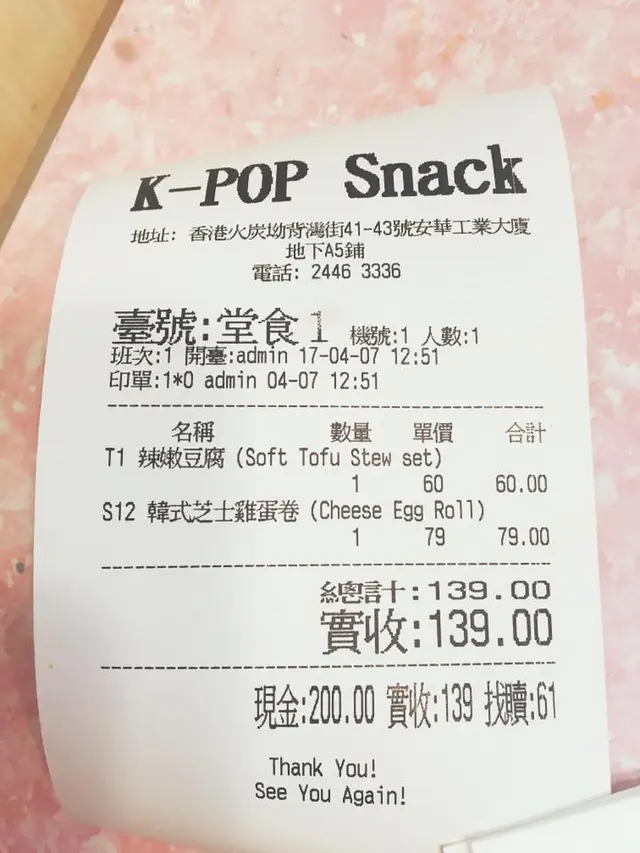 K-POP Snack
地址: 香港火炭坳背灣街41-43號安華工業大廈
地下A5鋪
電話: 2446 3336
臺號:堂食1 機號:1 人數:1
班次:1 開臺:admin 17-04-07 12:51
印單:1*0 admin 04-07 12:51
名稱 數量 單價 合計
T1 辣嫩豆腐 (Soft Tofu Stew set)
1 60 60.00
S12 韓式芝士雞蛋卷 (Cheese Egg Roll)
1 79 79.00
總計:139.00
實收:139.00
現金:200.00 實收:139 找贖:61
Thank You!
See You Again!